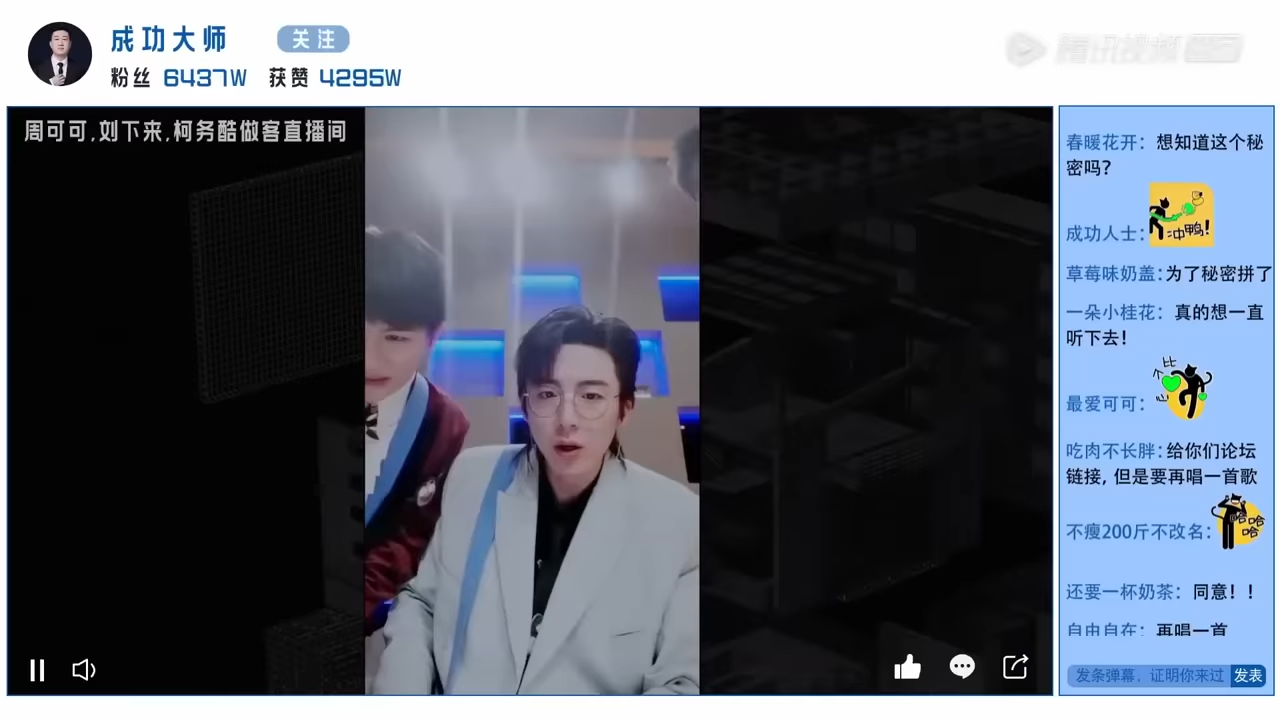 成功大师
关注
粉丝 6437W 获赞 4295W
腾讯视频
周可可,刘下来,柯务酷做客直播间
春暖花开：想知道这个秘
密吗?
冲鸭!
成功人士:
草莓味奶盖:为了秘密拼了
一朵小桂花：真的想一直
听下去!
比
个
心
最爱可可:
吃肉不长胖:给你们论坛
链接,但是要再唱一首歌
哈哈
哈
不瘦200斤不改名:
还要一杯奶茶：同意！！
自由自在：再唱一首
发条弹幕，证明你来过
发表